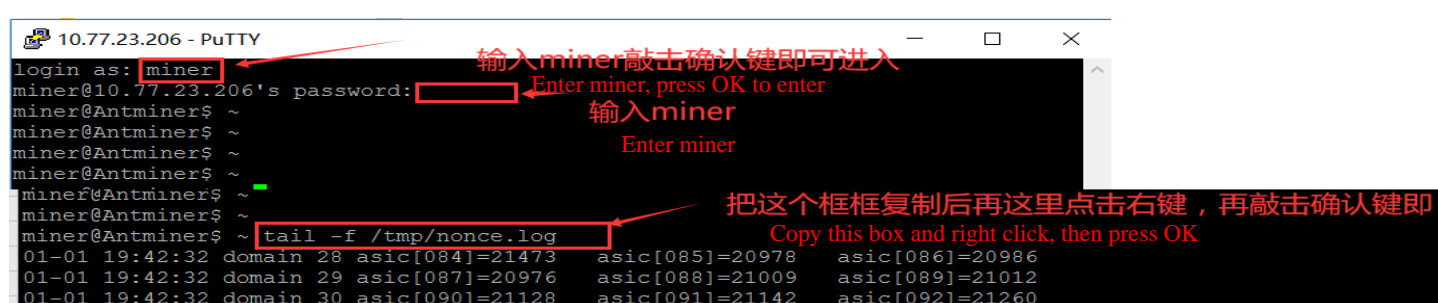 10.77.23.206 - PuTTY
login as: miner
输入miner敲击确认键即可进入
Enter miner, press OK to enter
miner@10.77.23.206's password:
输入miner
Enter miner
miner@Antminer$ ~
miner@Antminer$ ~
miner@Antminer$ ~
miner@Antminer$ ~
miner@Antminer$ ~
把这个框框复制后再这里点击右键，再敲击确认键即
miner@Antminer$ ~
miner@Antminer$ ~ tail -f /tmp/nonce.log
Copy this box and right click, then press OK
01-01 19:42:32 domain 28 asic[084]=21473 asic[085]=20978 asic[086]=20986
01-01 19:42:32 domain 29 asic[087]=20976 asic[088]=21009 asic[089]=21012
01-01 19:42:32 domain 30 asic[090]=21128 asic[091]=21142 asic[092]=21260